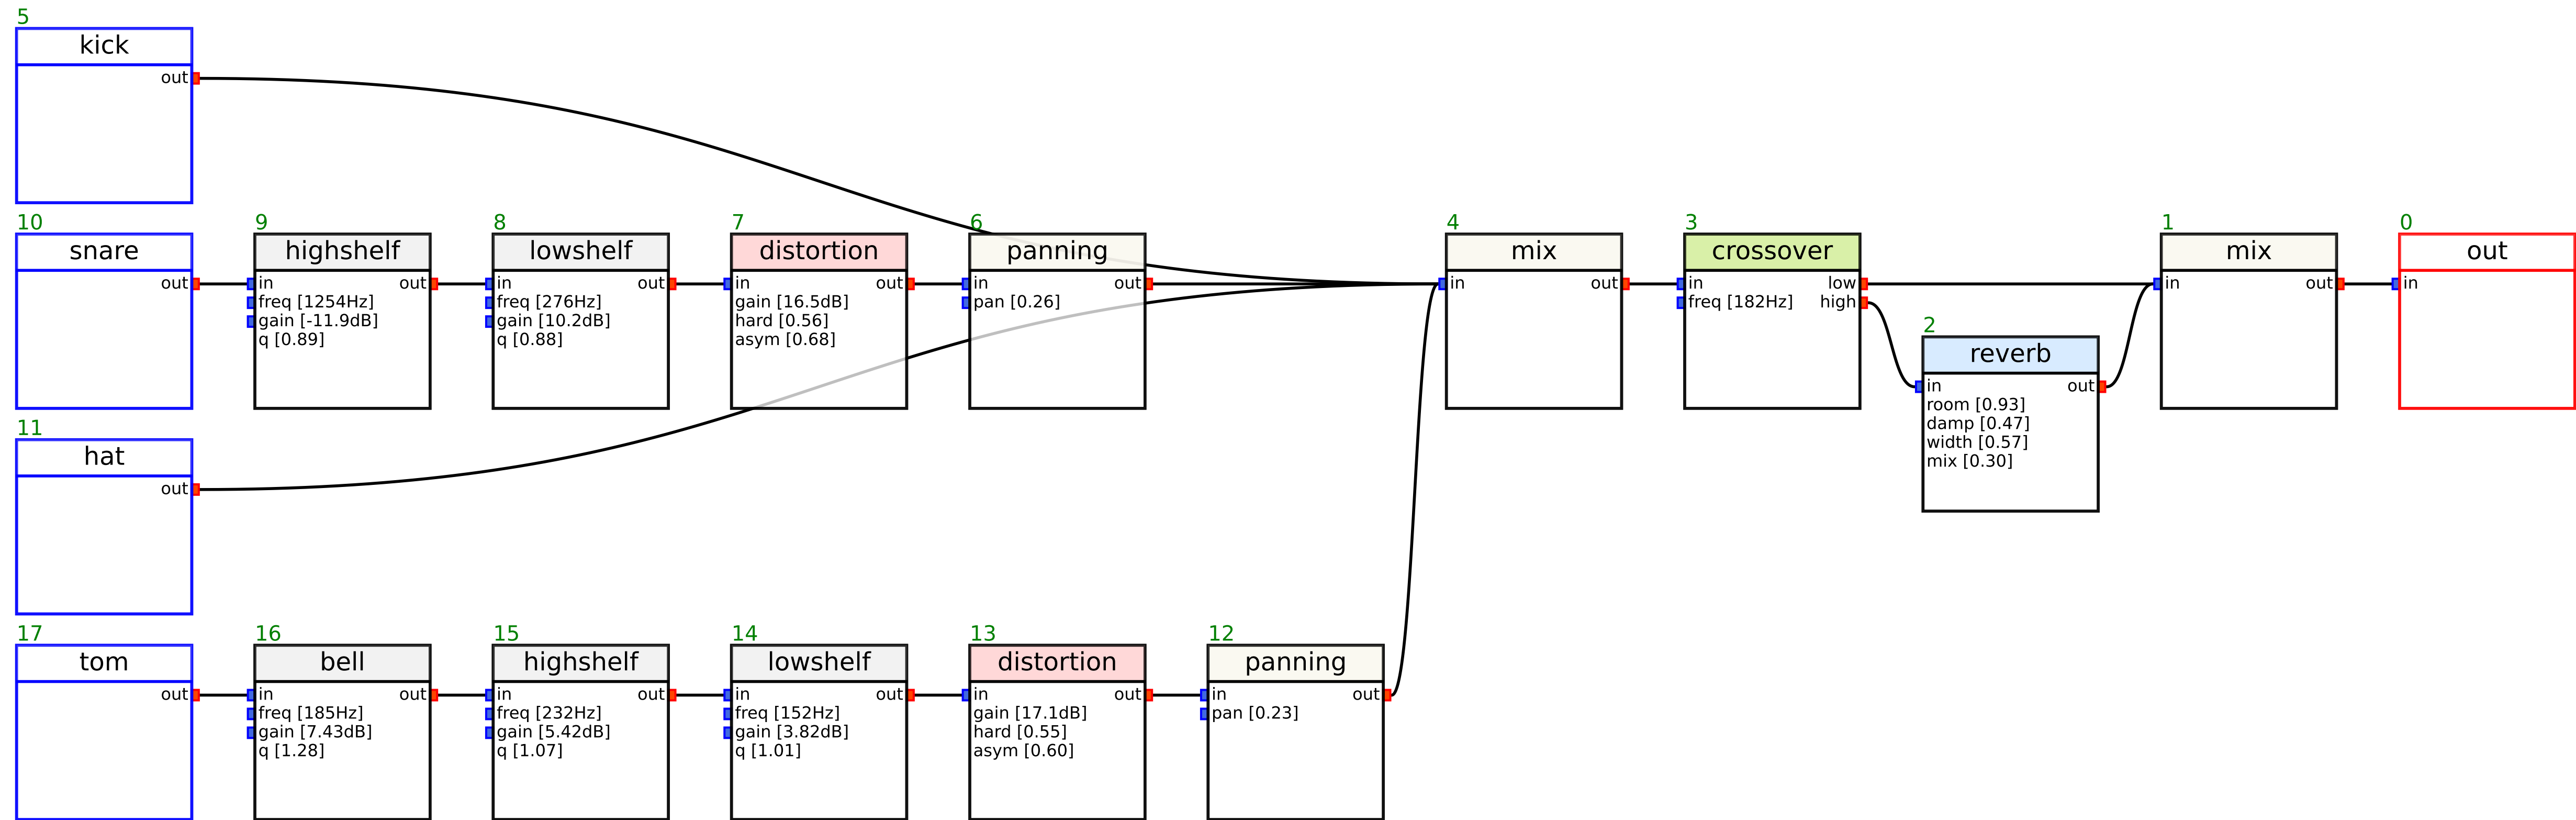 5
kick
out
10
snare
out
9
highshelf
in out
freq [1254Hz]
gain [-11.9dB]
q [0.89]
8
lowshelf
in out
freq [276Hz]
gain [10.2dB]
q [0.88]
7
distortion
in out
gain [16.5dB]
hard [0.56]
asym [0.68]
6
panning
in out
pan [0.26]
4
mix
in out
3
crossover
in low
freq [182Hz] high
2
reverb
in out
room [0.93]
damp [0.47]
width [0.57]
mix [0.30]
1
mix
in out
0
out
in
11
hat
out
17
tom
out
16
bell
in out
freq [185Hz]
gain [7.43dB]
q [1.28]
15
highshelf
in out
freq [232Hz]
gain [5.42dB]
q [1.07]
14
lowshelf
in out
freq [152Hz]
gain [3.82dB]
q [1.01]
13
distortion
in out
gain [17.1dB]
hard [0.55]
asym [0.60]
12
panning
in out
pan [0.23]